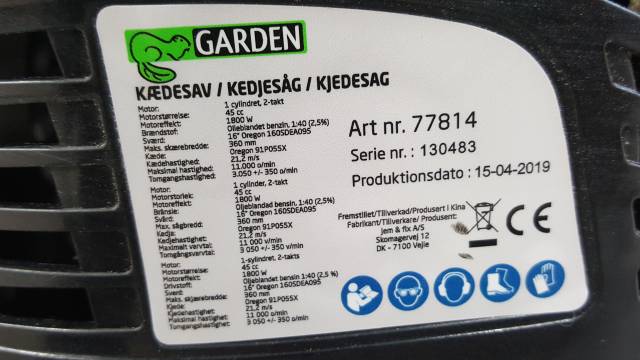 GARDEN
KÆDESAV / KEDJESÅG / KJEDESAG
Motor: 1 cylindret, 2-takt
Motorstørrelse: 45 cc
Motoreffekt: 1800 W
Brændstof: Olieblandet benzin, 1:40 (2,5%)
Sværd: 16" Oregon 160SDEA095
Maks. skærebredde: 360 mm
Kæde: Oregon 91P055X
Kædehastighed: 21,2 m/s
Maksimal hastighed: 11.000 o/min
Tomgangshastighed: 3.050 +/- 350 o/min
Motor: 1 cylinder, 2-takt
Motorstorlek: 45 cc
Motoreffekt: 1800 W
Bränsle: Oljeblandad bensin, 1:40 (2,5%)
Svärd: 16" Oregon 160SDEA095
Max. sågbredd: 360 mm
Kedja: Oregon 91P055X
Kedjehastighet: 21,2 m/s
Maximalt varvtal: 11 000 v/min
Tomgångsvarvtal: 3 050 +/- 350 v/min
Motor: 1-sylindret, 2-takts
Motorstørrelse: 45 cc
Motoreffekt: 1800 W
Drivstoff: Oljeblandet bensin 1:40 (2,5 %)
Sverd: 16" Oregon 160SDEA095
Maks. skjærebredde: 360 mm
Kjede: Oregon 91P055X
Kjedehastighet: 21,2 m/s
Maksimal hastighet: 11 000 o/min
Tomgangshastighet: 3 050 +/- 350 o/min
Art nr. 77814
Serie nr. : 130483
Produktionsdato : 15-04-2019
Fremstillet/Tillverkad/Produsert i Kina
Fabrikant/Tillverkare/Produsent:
Jem & fix A/S
Skomagervej 12
DK - 7100 Vejle
CE